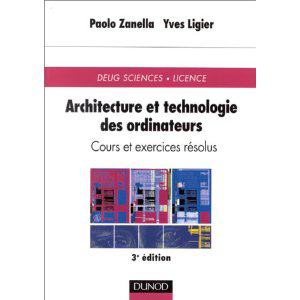 Paolo Zanella Yves Ligier
DEUG SCIENCES • LICENCE
Architecture et technologie
des ordinateurs
Cours et exercices résolus
3e édition
DUNOD